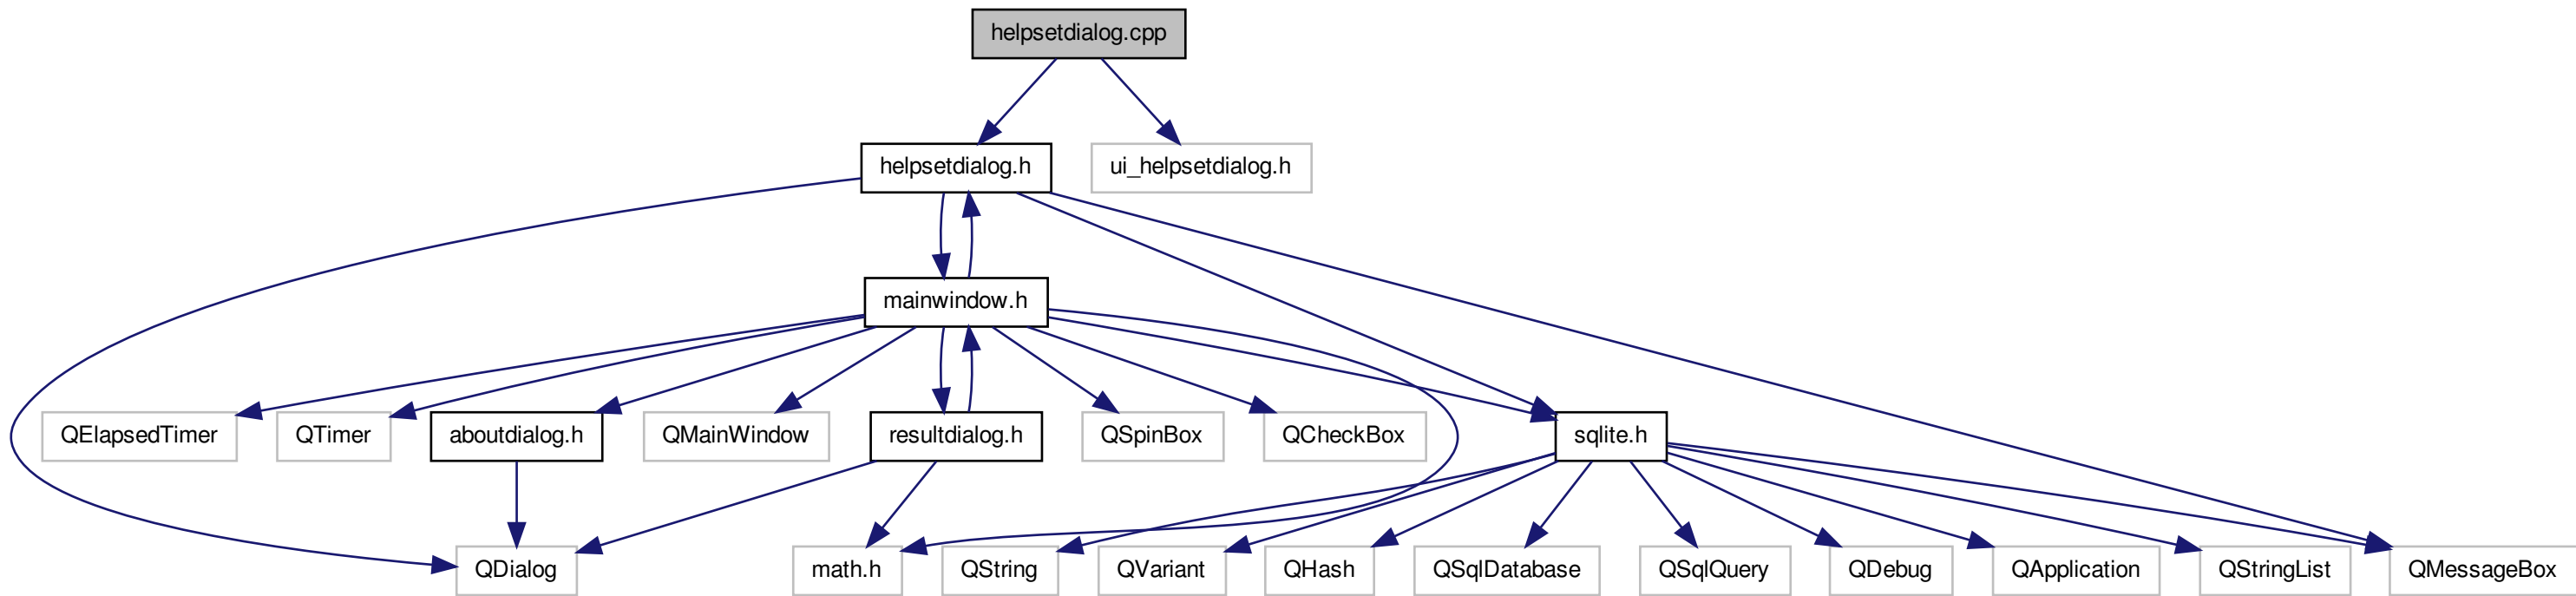 helpsetdialog.cpp
helpsetdialog.h
ui_helpsetdialog.h
mainwindow.h
QElapsedTimer
QTimer
aboutdialog.h
QMainWindow
resultdialog.h
QSpinBox
QCheckBox
sqlite.h
QDialog
math.h
QString
QVariant
QHash
QSqlDatabase
QSqlQuery
QDebug
QApplication
QStringList
QMessageBox